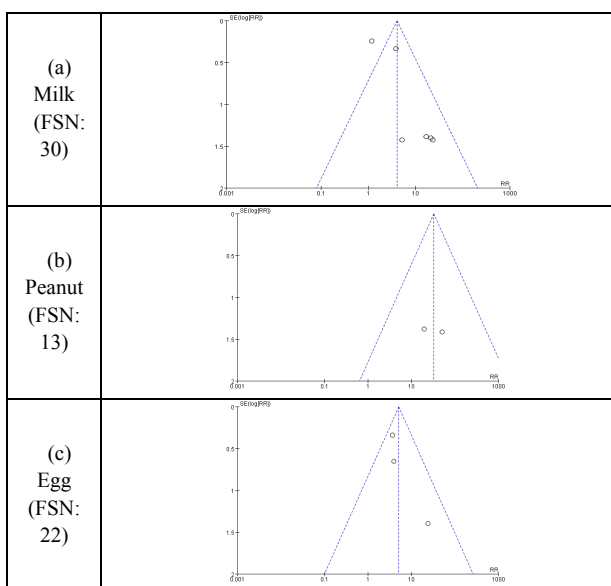 (a)
Milk
(FSN:
30)
SE(log[RR])
0
0.5
1
1.5
2
0.001
0.1
1
10
1000
RR
(b)
Peanut
(FSN:
13)
SE(log[RR])
0
0.5
1
1.5
2
0.001
0.1
1
10
1000
RR
(c)
Egg
(FSN:
22)
SE(log[RR])
0
0.5
1
1.5
2
0.001
0.1
1
10
1000
RR